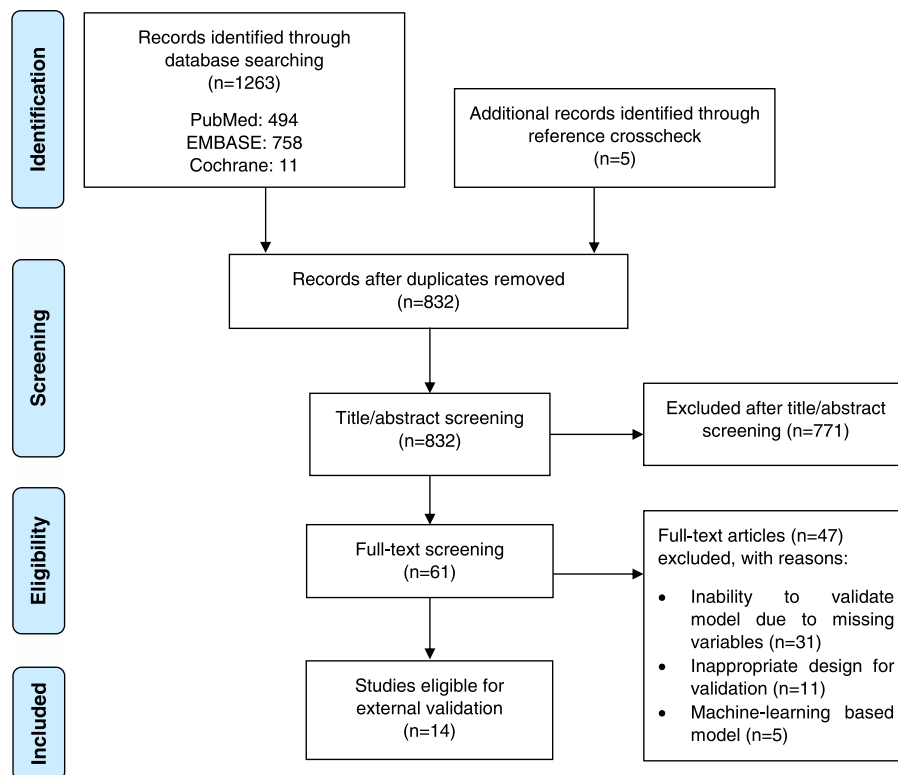 Identification
Records identified through
database searching
(n=1263)
PubMed: 494
EMBASE: 758
Cochrane: 11
Additional records identified through
reference crosscheck
(n=5)
Screening
Records after duplicates removed
(n=832)
Title/abstract screening
(n=832)
Excluded after title/abstract
screening (n=771)
Eligibility
Full-text screening
(n=61)
Full-text articles (n=47)
excluded, with reasons:
• Inability to validate
model due to missing
variables (n=31)
• Inappropriate design for
validation (n=11)
• Machine-learning based
model (n=5)
Included
Studies eligible for
external validation
(n=14)